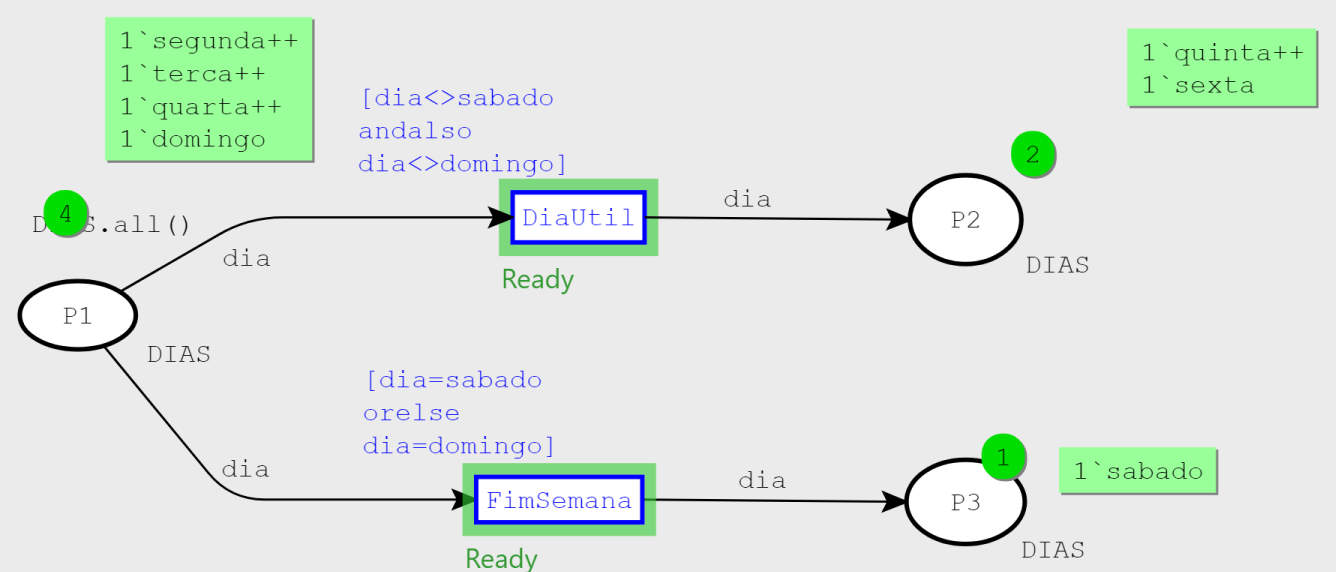 1`segunda++
1`terca++
1`quarta++
1`domingo
1`quinta++
1`sexta
[dia<>sabado
andalso
dia<>domingo]
2
4
.all()
dia
DiaUtil
dia
P2
DIAS
Ready
P1
DIAS
[dia=sabado
orelse
dia=domingo]
1
1`sabado
dia
FimSemana
dia
P3
DIAS
Ready